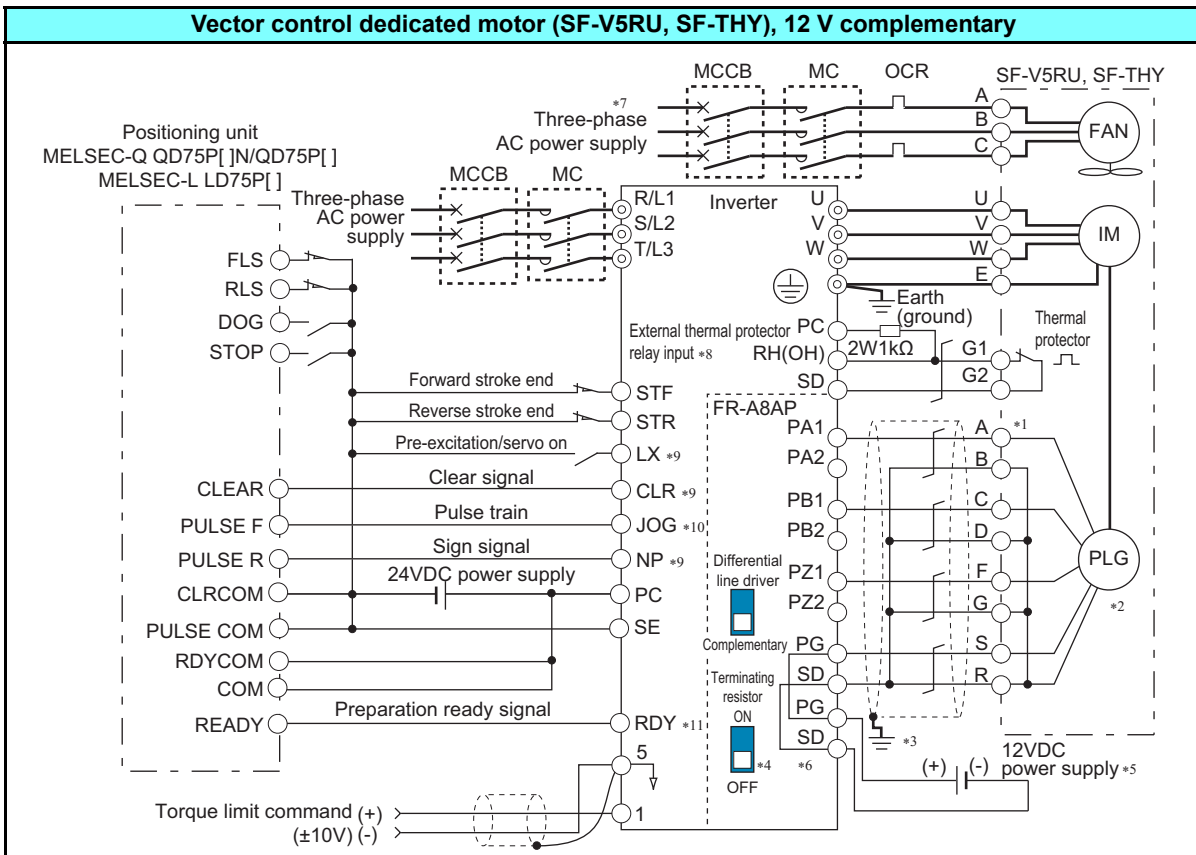 Vector control dedicated motor (SF-V5RU, SF-THY), 12 V complementary
MCCB
MC
OCR
SF-V5RU, SF-THY
*7
Three-phase
AC power supply
A
B
C
FAN
Positioning unit
MELSEC-Q QD75P[ ]N/QD75P[ ]
MELSEC-L LD75P[ ]
MCCB
MC
Three-phase
AC power
supply
R/L1
S/L2
T/L3
Inverter
U
V
W
U
V
W
E
IM
Earth
(ground)
FLS
RLS
DOG
STOP
External thermal protector
relay input *8
PC
RH(OH)
SD
2W1kΩ
G1
G2
Thermal
protector
Forward stroke end
STF
Reverse stroke end
STR
Pre-excitation/servo on
LX *9
CLEAR
Clear signal
CLR *9
PULSE F
Pulse train
JOG *10
PULSE R
Sign signal
NP *9
24VDC power supply
CLRCOM
PC
PULSE COM
SE
RDYCOM
COM
READY
Preparation ready signal
RDY *11
5
1
Torque limit command (+)
(±10V) (-)
FR-A8AP
PA1
PA2
PB1
PB2
PZ1
PZ2
PG
SD
PG
SD
Differential
line driver
Complementary
Terminating
resistor
ON
*4
OFF
*6
A *1
B
C
D
F
G
S
R
PLG
*2
*3
12VDC
power supply *5
(+)
(-)